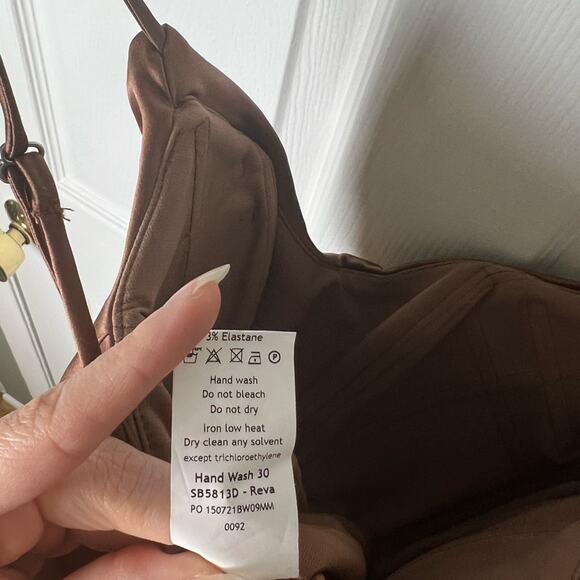 3% Elastane
Hand wash
Do not bleach
Do not dry
Iron low heat
Dry clean any solvent
except trichloroethylene
Hand Wash 30
SB5813D - Reva
PO 150721BW09MM
0092